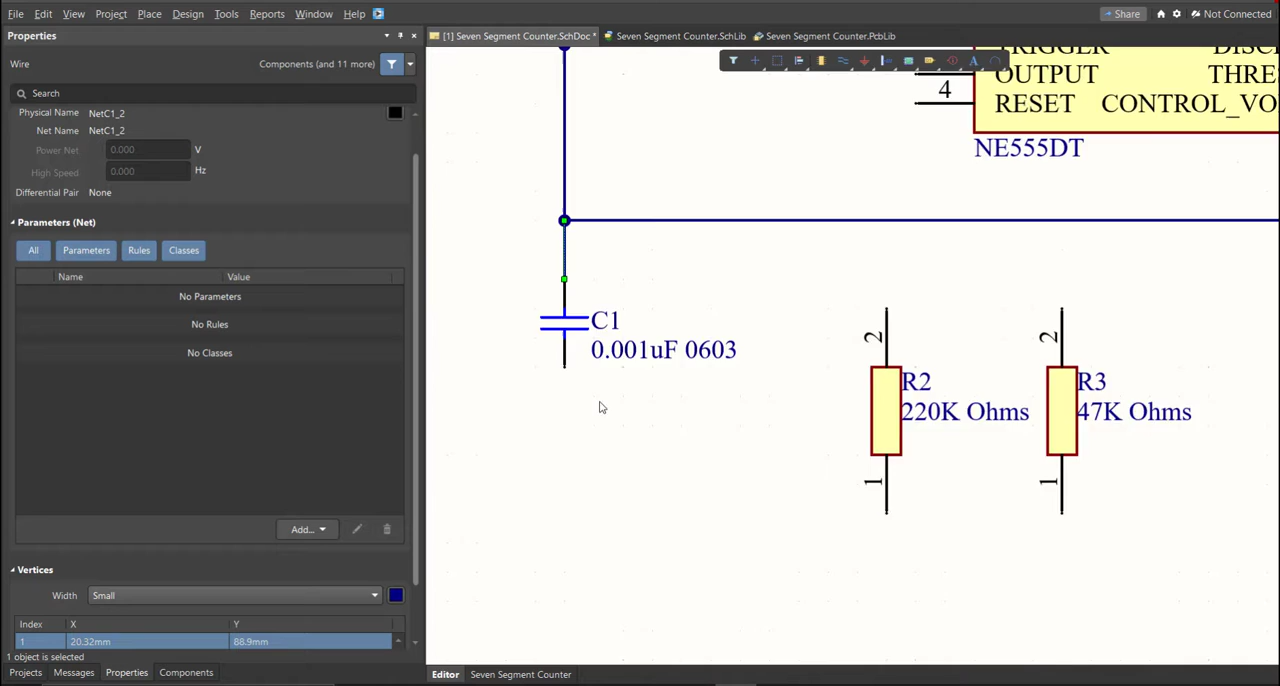 File Edit View Project Place Design Tools Reports Window Help Share Not Connected
Properties
[1] Seven Segment Counter.SchDoc * Seven Segment Counter.SchLib Seven Segment Counter.PcbLib
Wire Components (and 11 more)
Search
Physical Name NetC1_2
Net Name NetC1_2
Power Net 0.000 V
High Speed 0.000 Hz
Differential Pair None
Parameters (Net)
All Parameters Rules Classes
Name Value
No Parameters
No Rules
No Classes
Add...
Vertices
Width Small
Index X Y
1 20.32mm 88.9mm
1 object is selected
Projects Messages Properties Components
OUTPUT THRE
4 RESET CONTROL_VO
NE555DT
C1
0.001uF 0603
2 2
R2 R3
220K Ohms 47K Ohms
1 1
Editor Seven Segment Counter